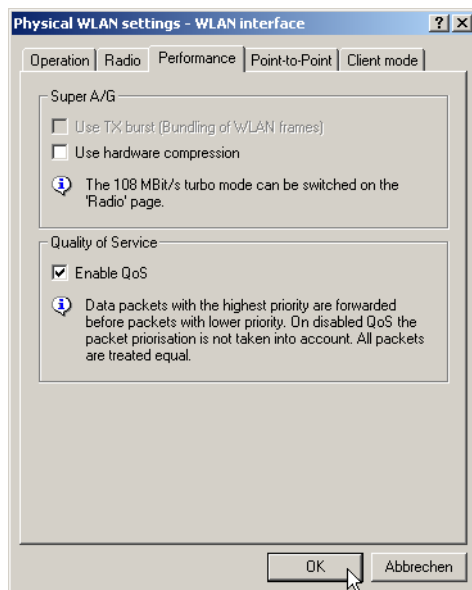 Physical WLAN settings - WLAN interface
Operation Radio Performance Point-to-Point Client mode
Super A/G
Use TX burst (Bundling of WLAN frames)
Use hardware compression
The 108 MBit/s turbo mode can be switched on the
'Radio' page.
Quality of Service
Enable QoS
Data packets with the highest priority are forwarded
before packets with lower priority. On disabled QoS the
packet priorisation is not taken into account. All packets
are treated equal.
OK Abbrechen